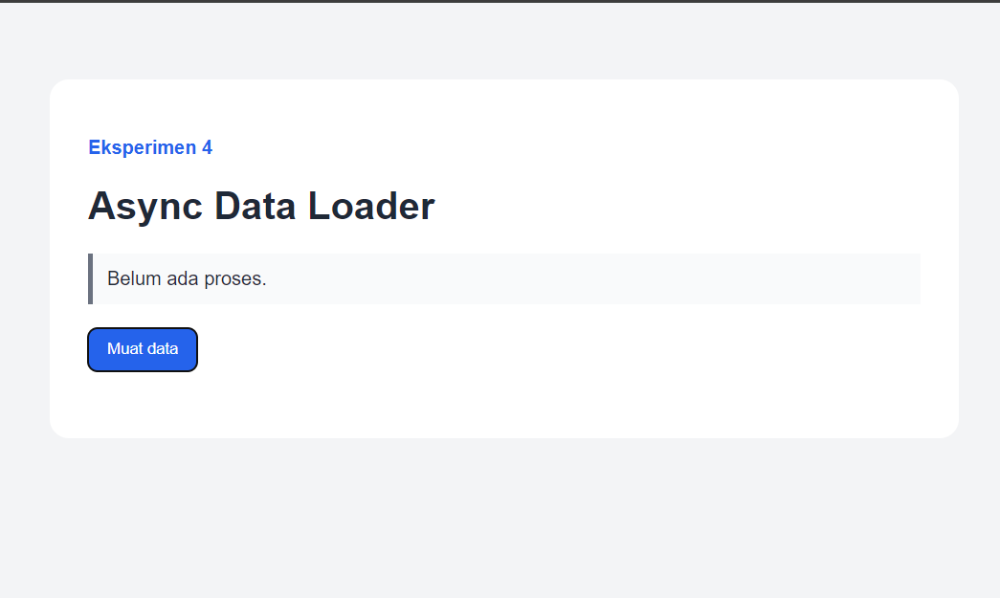 Eksperimen 4
Async Data Loader
Belum ada proses.
Muat data